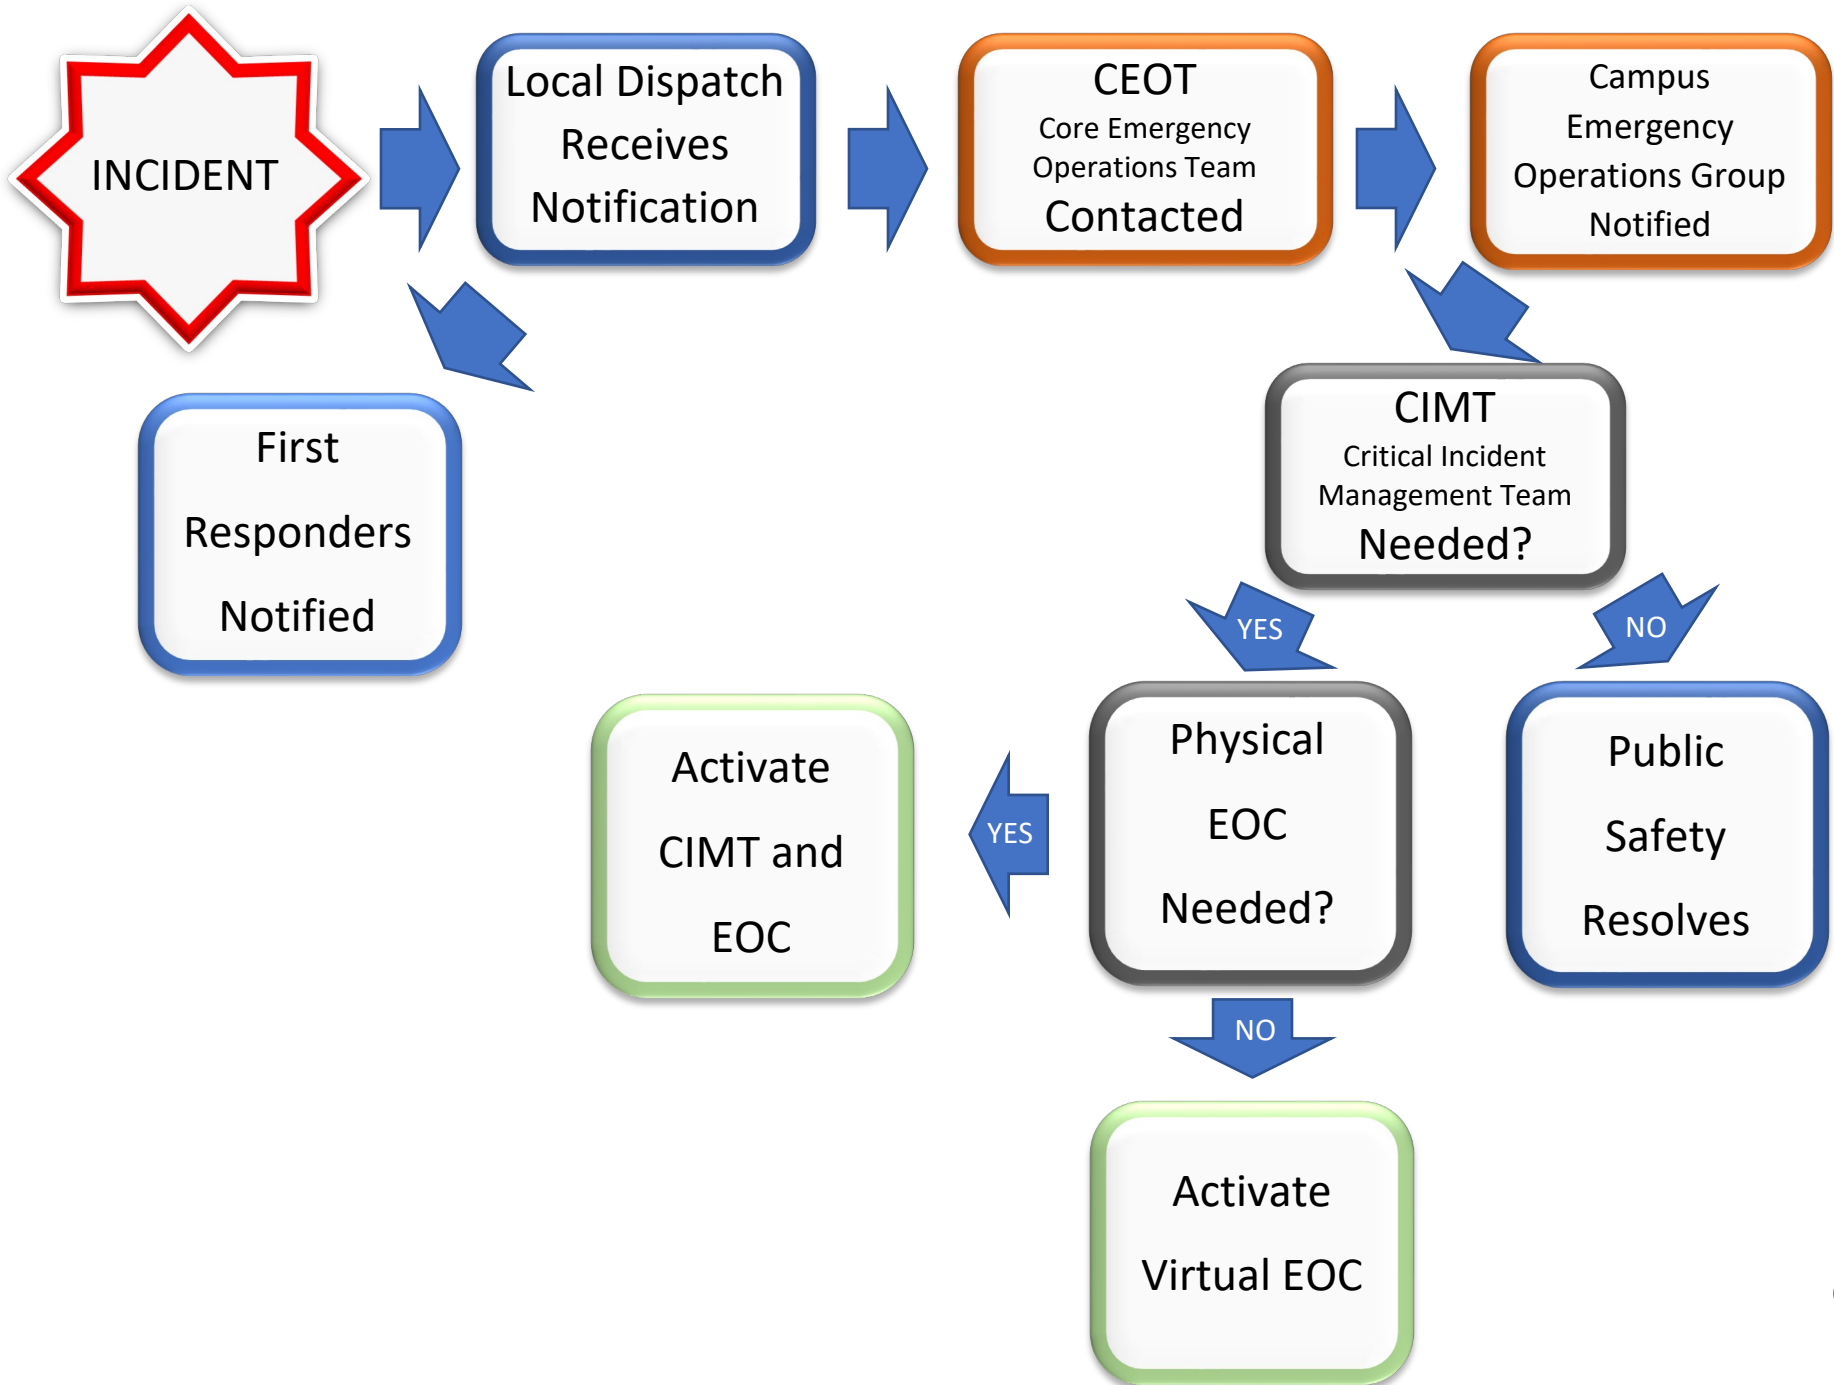 INCIDENT
Local Dispatch
Receives
Notification
CEOT
Core Emergency
Operations Team
Contacted
Campus
Emergency
Operations Group
Notified
First
Responders
Notified
CIMT
Critical Incident
Management Team
Needed?
YES
NO
Activate
CIMT and
EOC
YES
Physical
EOC
Needed?
Public
Safety
Resolves
NO
Activate
Virtual EOC